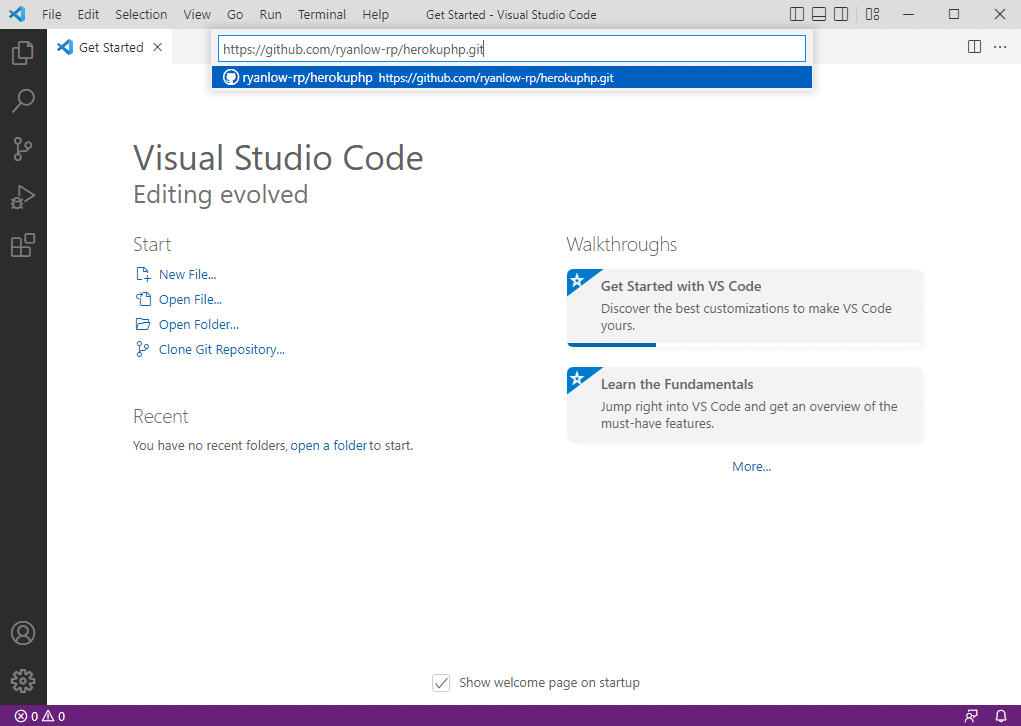 File Edit Selection View Go Run Terminal Help Get Started - Visual Studio Code
Get Started
https://github.com/ryanlow-rp/herokuphp.git
ryanlow-rp/herokuphp https://github.com/ryanlow-rp/herokuphp.git
Visual Studio Code
Editing evolved
Start
New File...
Open File...
Open Folder...
Clone Git Repository...
Recent
You have no recent folders, open a folder to start.
Walkthroughs
Get Started with VS Code
Discover the best customizations to make VS Code
yours.
Learn the Fundamentals
Jump right into VS Code and get an overview of the
must-have features.
More...
Show welcome page on startup
0 0